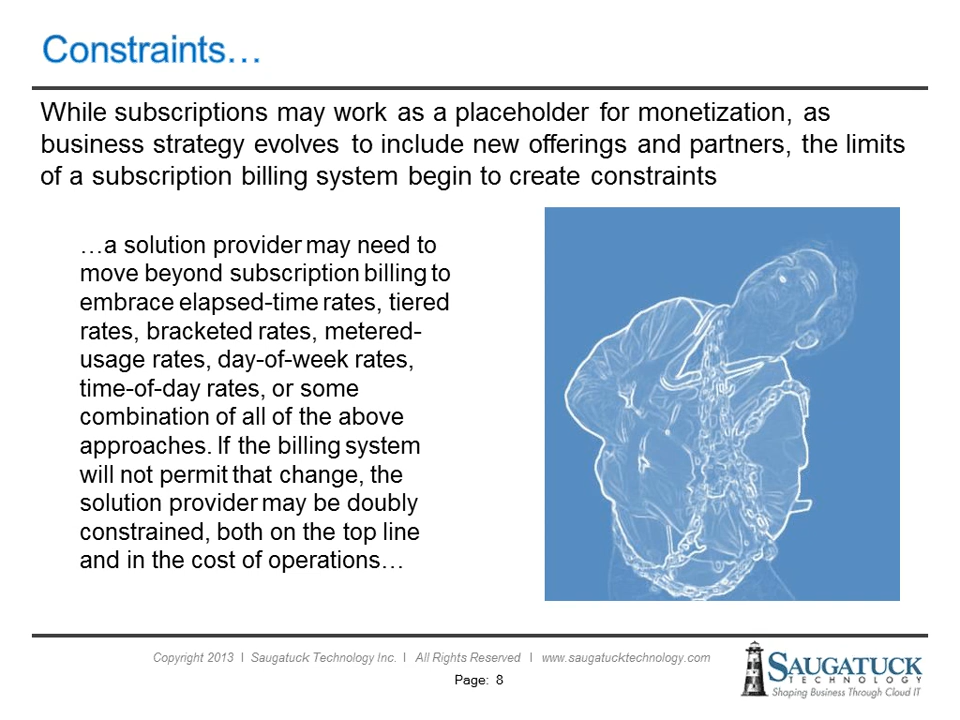 Constraints…
While subscriptions may work as a placeholder for monetization, as
business strategy evolves to include new offerings and partners, the limits
of a subscription billing system begin to create constraints
…a solution provider may need to
move beyond subscription billing to
embrace elapsed-time rates, tiered
rates, bracketed rates, metered-
usage rates, day-of-week rates,
time-of-day rates, or some
combination of all of the above
approaches. If the billing system
will not permit that change, the
solution provider may be doubly
constrained, both on the top line
and in the cost of operations…
Copyright 2013 l Saugatuck Technology Inc. l All Rights Reserved l www.saugatucktechnology.com
Page: 8
SAUGATUCK
TECHNOLOGY
Shaping Business Through Cloud IT